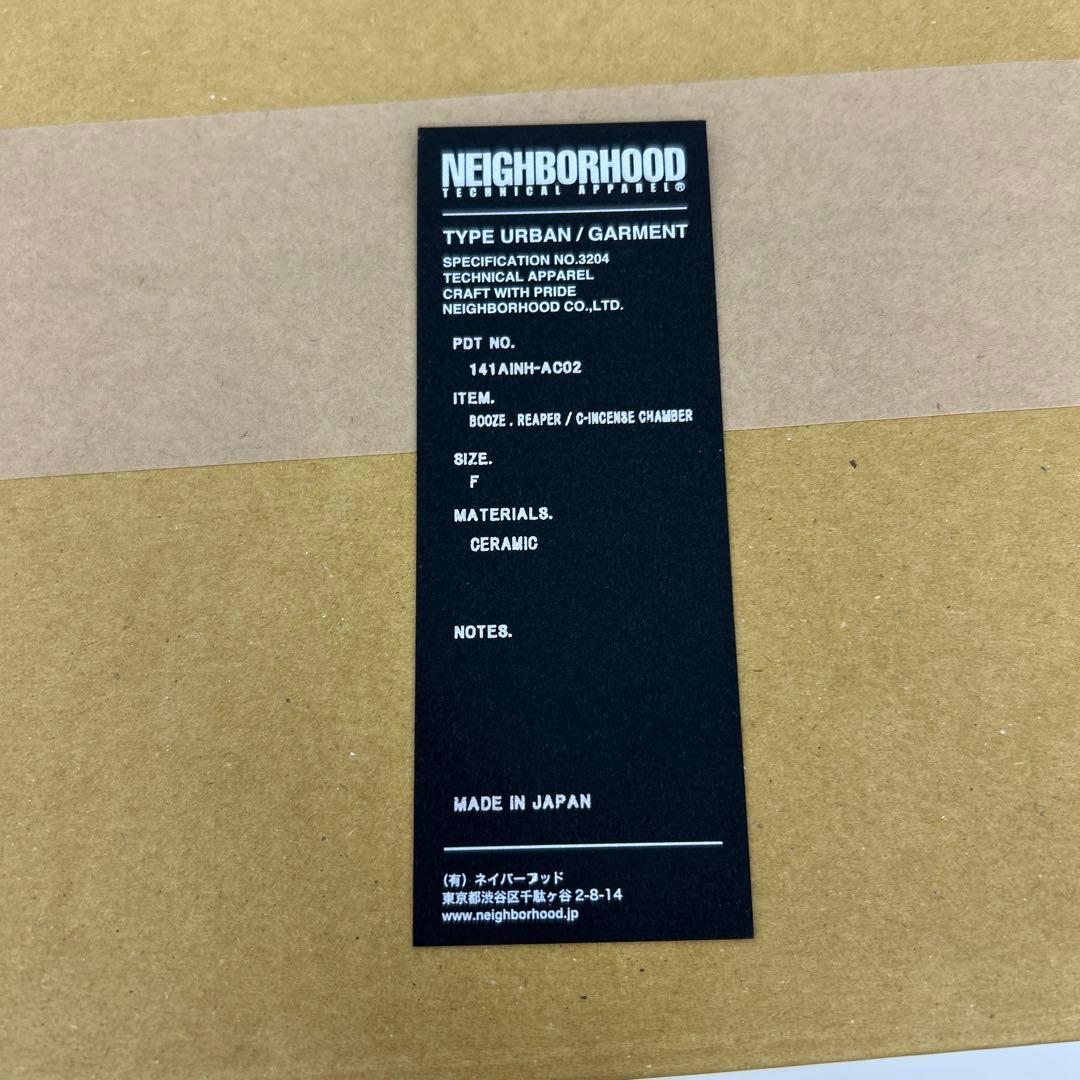 NEIGHBORHOOD
TECHNICAL APPAREL®
TYPE URBAN / GARMENT
SPECIFICATION NO.3204
TECHNICAL APPAREL
CRAFT WITH PRIDE
NEIGHBORHOOD CO.,LTD.
PDT NO.
141AINH-AC02
ITEM.
BOOZE . REAPER / C-INCENSE CHAMBER
SIZE.
F
MATERIALS.
CERAMIC
NOTES.
MADE IN JAPAN
(有) ネイバーフッド
東京都渋谷区千駄ヶ谷 2-8-14
www.neighborhood.jp